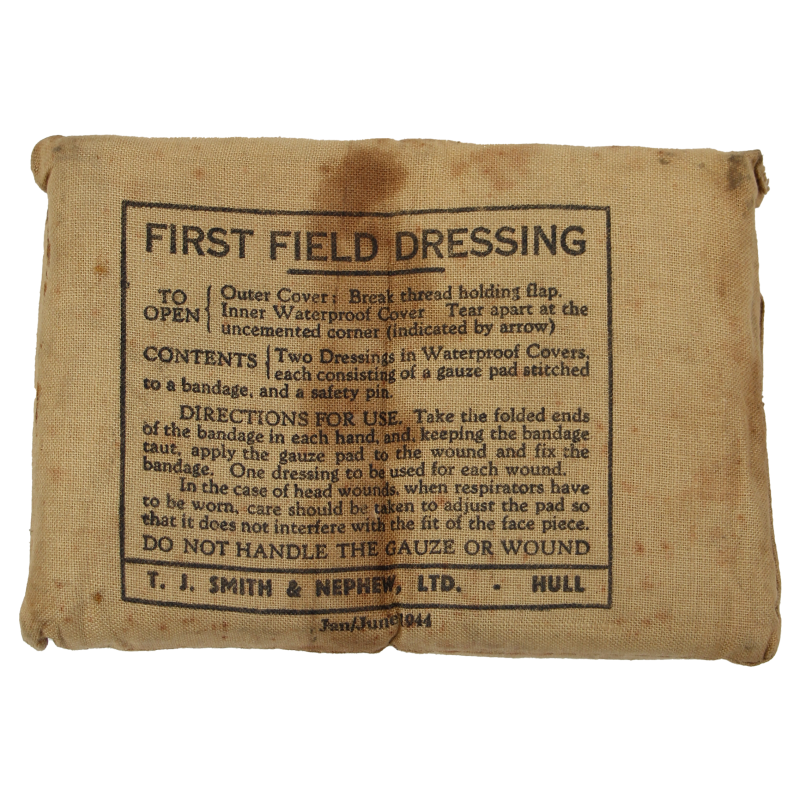 FIRST FIELD DRESSING
TO OPEN { Outer Cover: Break thread holding flap.
Inner Waterproof Cover Tear apart at the
uncemented corner (indicated by arrow)
CONTENTS { Two Dressings in Waterproof Covers,
each consisting of a gauze pad stitched
to a bandage, and a safety pin.
DIRECTIONS FOR USE. Take the folded ends
of the bandage in each hand, and, keeping the bandage
taut, apply the gauze pad to the wound and fix the
bandage. One dressing to be used for each wound.
In the case of head wounds, when respirators have
to be worn, care should be taken to adjust the pad so
that it does not interfere with the fit of the face piece.
DO NOT HANDLE THE GAUZE OR WOUND
T. J. SMITH & NEPHEW, LTD. - HULL
Jan/June 1944